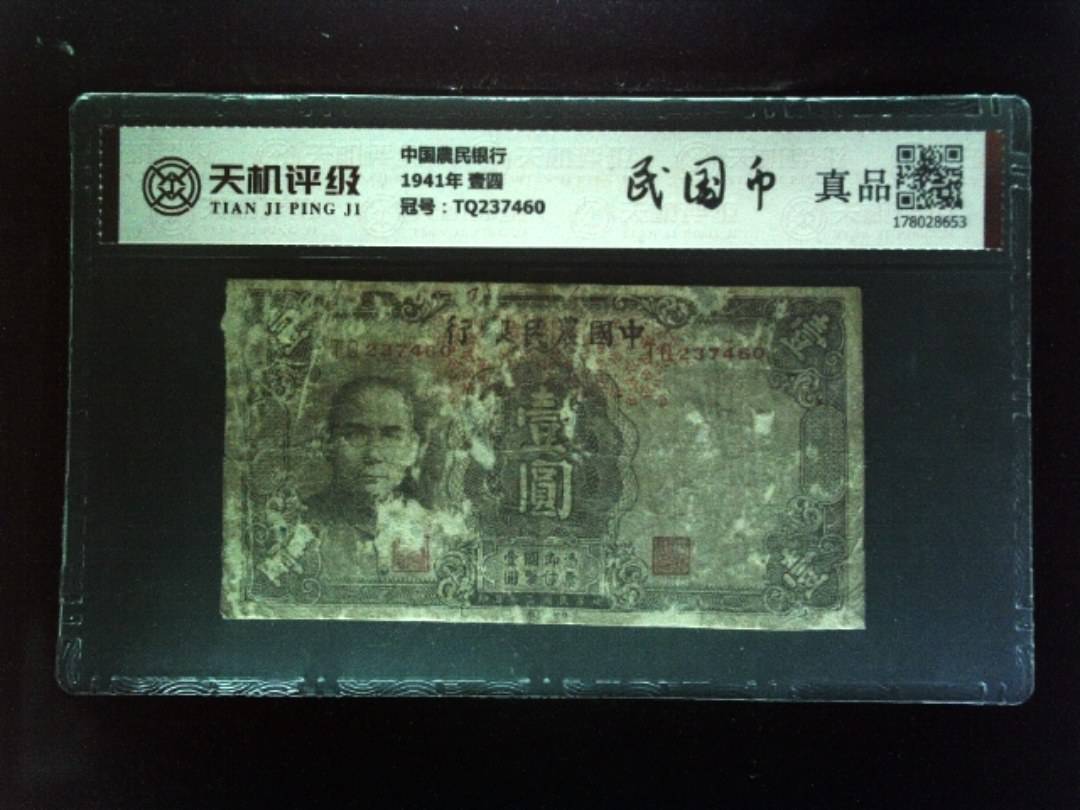 天机评级
TIAN JI PING JI
中国農民银行
1941年 壹圆
冠号：TQ237460
民国币
真品
178028653
行 民農國中
TQ237460
TQ237460
壹
圓